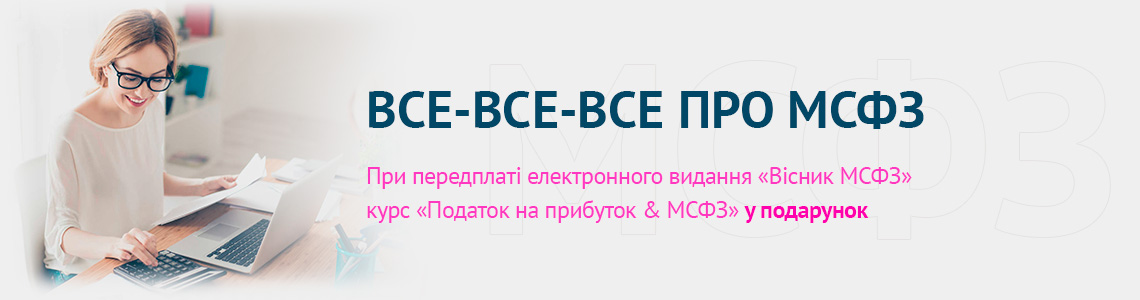 ВСЕ-ВСЕ-ВСЕ ПРО МСФЗ
При передплаті електронного видання «Вісник МСФЗ»
курс «Податок на прибуток & МСФЗ» у подарунок
МСФЗ